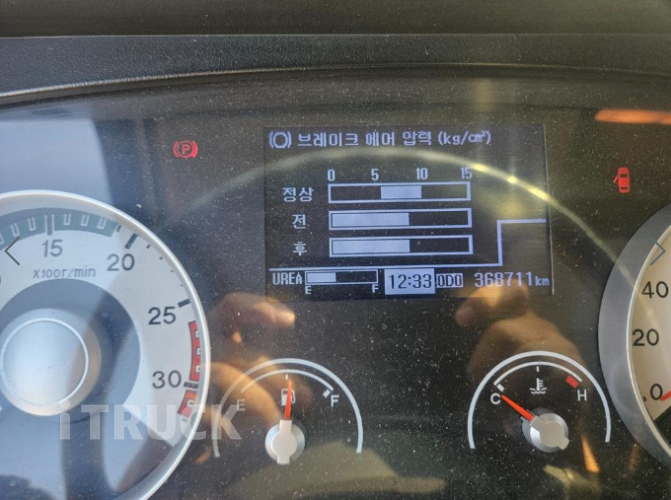 (O) 브레이크 에어 압력 (kg/㎠)
P
0 5 10 15
정상
전
후
UREA E F 12:33 ODO 368711km
15 20 25 30
X100r/min
E F
C H
40
0
iTRUCK